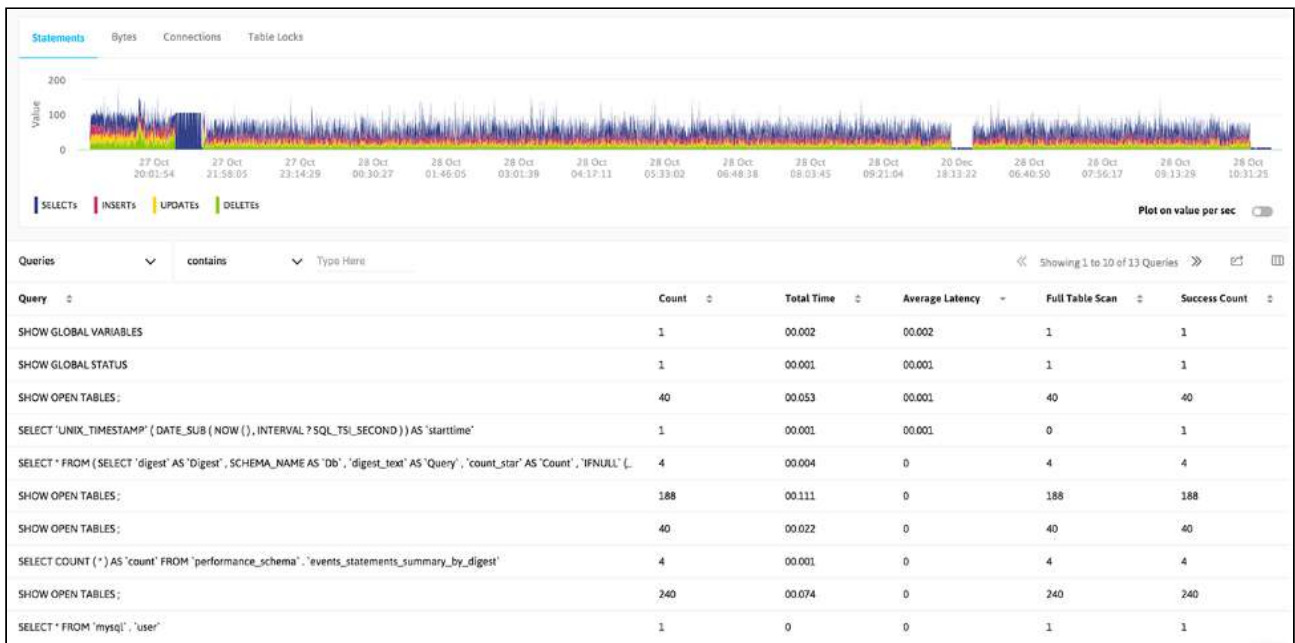 Statements Bytes Connections Table Locks
200
100
0
Value
27 Oct 27 Oct 27 Oct 28 Oct 28 Oct 28 Oct 28 Oct 28 Oct 28 Oct 28 Oct 28 Oct 20 Dec 28 Oct 28 Oct 28 Oct 28 Oct
20:01:54 21:58:05 23:14:29 00:30:27 01:46:05 03:01:39 04:17:11 05:33:02 06:48:38 08:03:45 09:21:04 18:13:22 06:40:50 07:56:17 09:13:29 10:31:25
SELECTs INSERTs UPDATEs DELETEs
Plot on value per sec
Queries contains Type Here Showing 1 to 10 of 13 Queries
Query Count Total Time Average Latency Full Table Scan Success Count
SHOW GLOBAL VARIABLES 1 00.002 00.002 1 1
SHOW GLOBAL STATUS 1 00.001 00.001 1 1
SHOW OPEN TABLES ; 40 00.053 00.001 40 40
SELECT `UNIX_TIMESTAMP` ( DATE_SUB ( NOW ( ) , INTERVAL ? SQL_TSI_SECOND ) ) AS `starttime` 1 00.001 00.001 0 1
SELECT * FROM ( SELECT `digest` AS `Digest` , SCHEMA_NAME AS `Db` , `digest_text` AS `Query` , `count_star` AS `Count` , `IFNULL` (... 4 00.004 0 4 4
SHOW OPEN TABLES ; 188 00.111 0 188 188
SHOW OPEN TABLES ; 40 00.022 0 40 40
SELECT COUNT ( * ) AS `count` FROM `performance_schema` . `events_statements_summary_by_digest` 4 00.001 0 4 4
SHOW OPEN TABLES ; 240 00.074 0 240 240
SELECT * FROM `mysql` . `user` 1 0 0 1 1